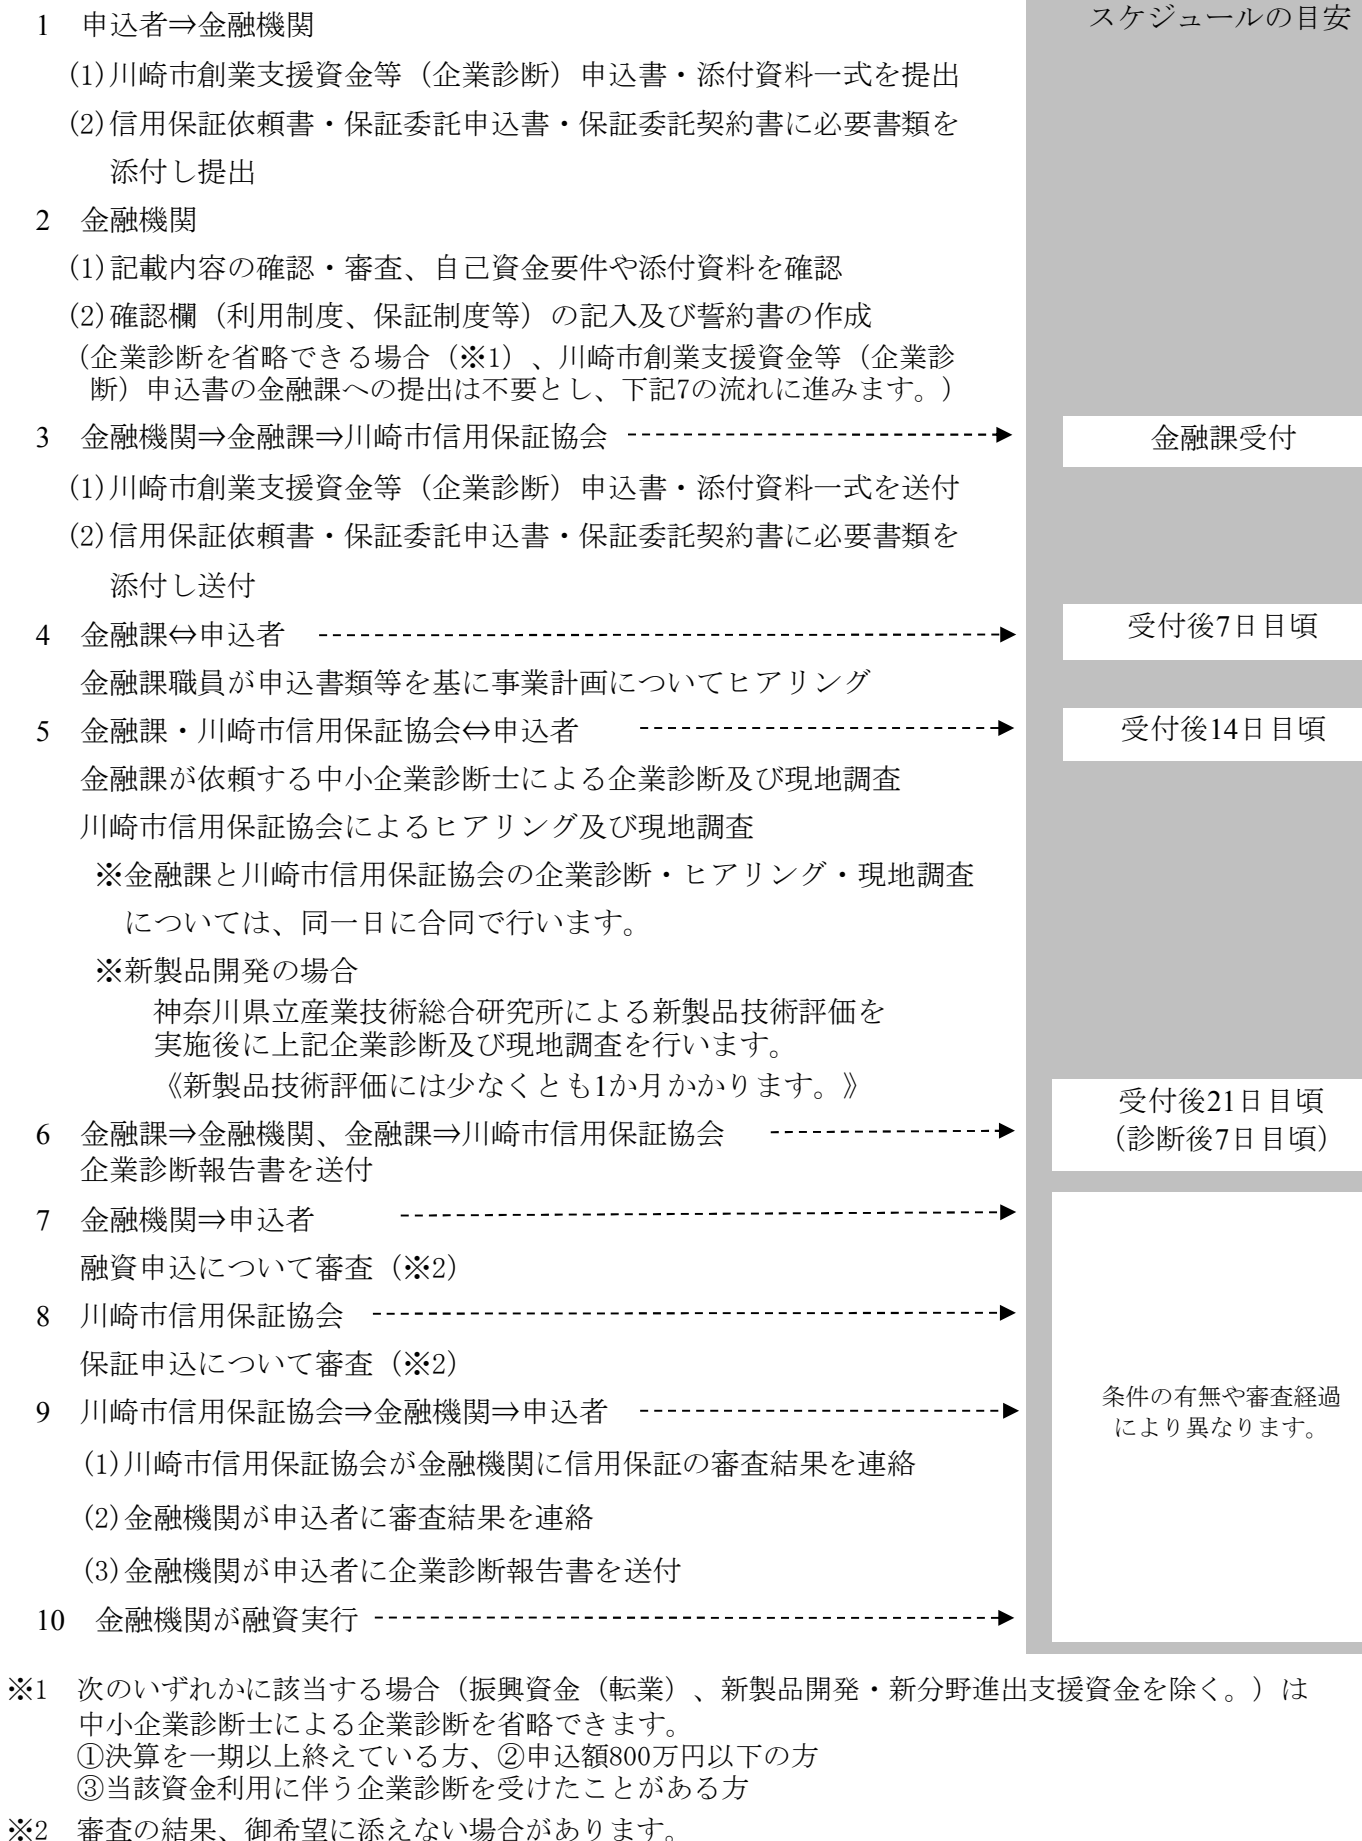 スケジュールの目安
1 申込者⇒金融機関
(1)川崎市創業支援資金等（企業診断）申込書・添付資料一式を提出
(2)信用保証依頼書・保証委託申込書・保証委託契約書に必要書類を
添付し提出
2 金融機関
(1)記載内容の確認・審査、自己資金要件や添付資料を確認
(2)確認欄（利用制度、保証制度等）の記入及び誓約書の作成
（企業診断を省略できる場合（※1）、川崎市創業支援資金等（企業診
断）申込書の金融課への提出は不要とし、下記7の流れに進みます。）
3 金融機関⇒金融課⇒川崎市信用保証協会
金融課受付
(1)川崎市創業支援資金等（企業診断）申込書・添付資料一式を送付
(2)信用保証依頼書・保証委託申込書・保証委託契約書に必要書類を
添付し送付
4 金融課⇔申込者
受付後7日目頃
金融課職員が申込書類等を基に事業計画についてヒアリング
5 金融課・川崎市信用保証協会⇔申込者
受付後14日目頃
金融課が依頼する中小企業診断士による企業診断及び現地調査
川崎市信用保証協会によるヒアリング及び現地調査
※金融課と川崎市信用保証協会の企業診断・ヒアリング・現地調査
については、同一日に合同で行います。
※新製品開発の場合
神奈川県立産業技術総合研究所による新製品技術評価を
実施後に上記企業診断及び現地調査を行います。
《新製品技術評価には少なくとも1か月かかります。》
6 金融課⇒金融機関、金融課⇒川崎市信用保証協会
企業診断報告書を送付
受付後21日目頃
（診断後7日目頃）
7 金融機関⇒申込者
融資申込について審査（※2）
8 川崎市信用保証協会
保証申込について審査（※2）
9 川崎市信用保証協会⇒金融機関⇒申込者
条件の有無や審査経過
により異なります。
(1)川崎市信用保証協会が金融機関に信用保証の審査結果を連絡
(2)金融機関が申込者に審査結果を連絡
(3)金融機関が申込者に企業診断報告書を送付
10 金融機関が融資実行
※1 次のいずれかに該当する場合（振興資金（転業）、新製品開発・新分野進出支援資金を除く。）は
中小企業診断士による企業診断を省略できます。
①決算を一期以上終えている方、②申込額800万円以下の方
③当該資金利用に伴う企業診断を受けたことがある方
※2 審査の結果、御希望に添えない場合があります。